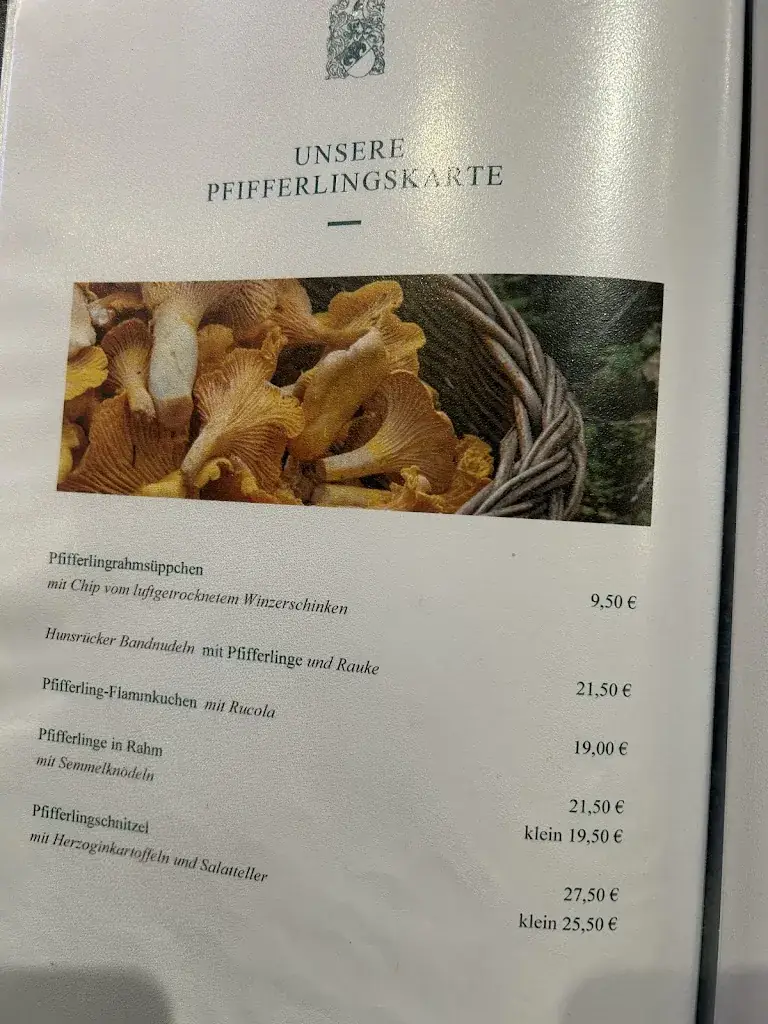 UNSERE
PFIFFERLINGSKARTE
Pfifferlingrahmsüppchen
mit Chip vom luftgetrocknetem Winzerschinken
9,50 €
Hunsrücker Bandnudeln mit Pfifferlinge und Rauke
21,50 €
Pfifferling-Flammkuchen mit Rucola
19,00 €
Pfifferlinge in Rahm
mit Semmelknödeln
21,50 €
klein 19,50 €
Pfifferlingschnitzel
mit Herzoginkartoffeln und Salatteller
27,50 €
klein 25,50 €